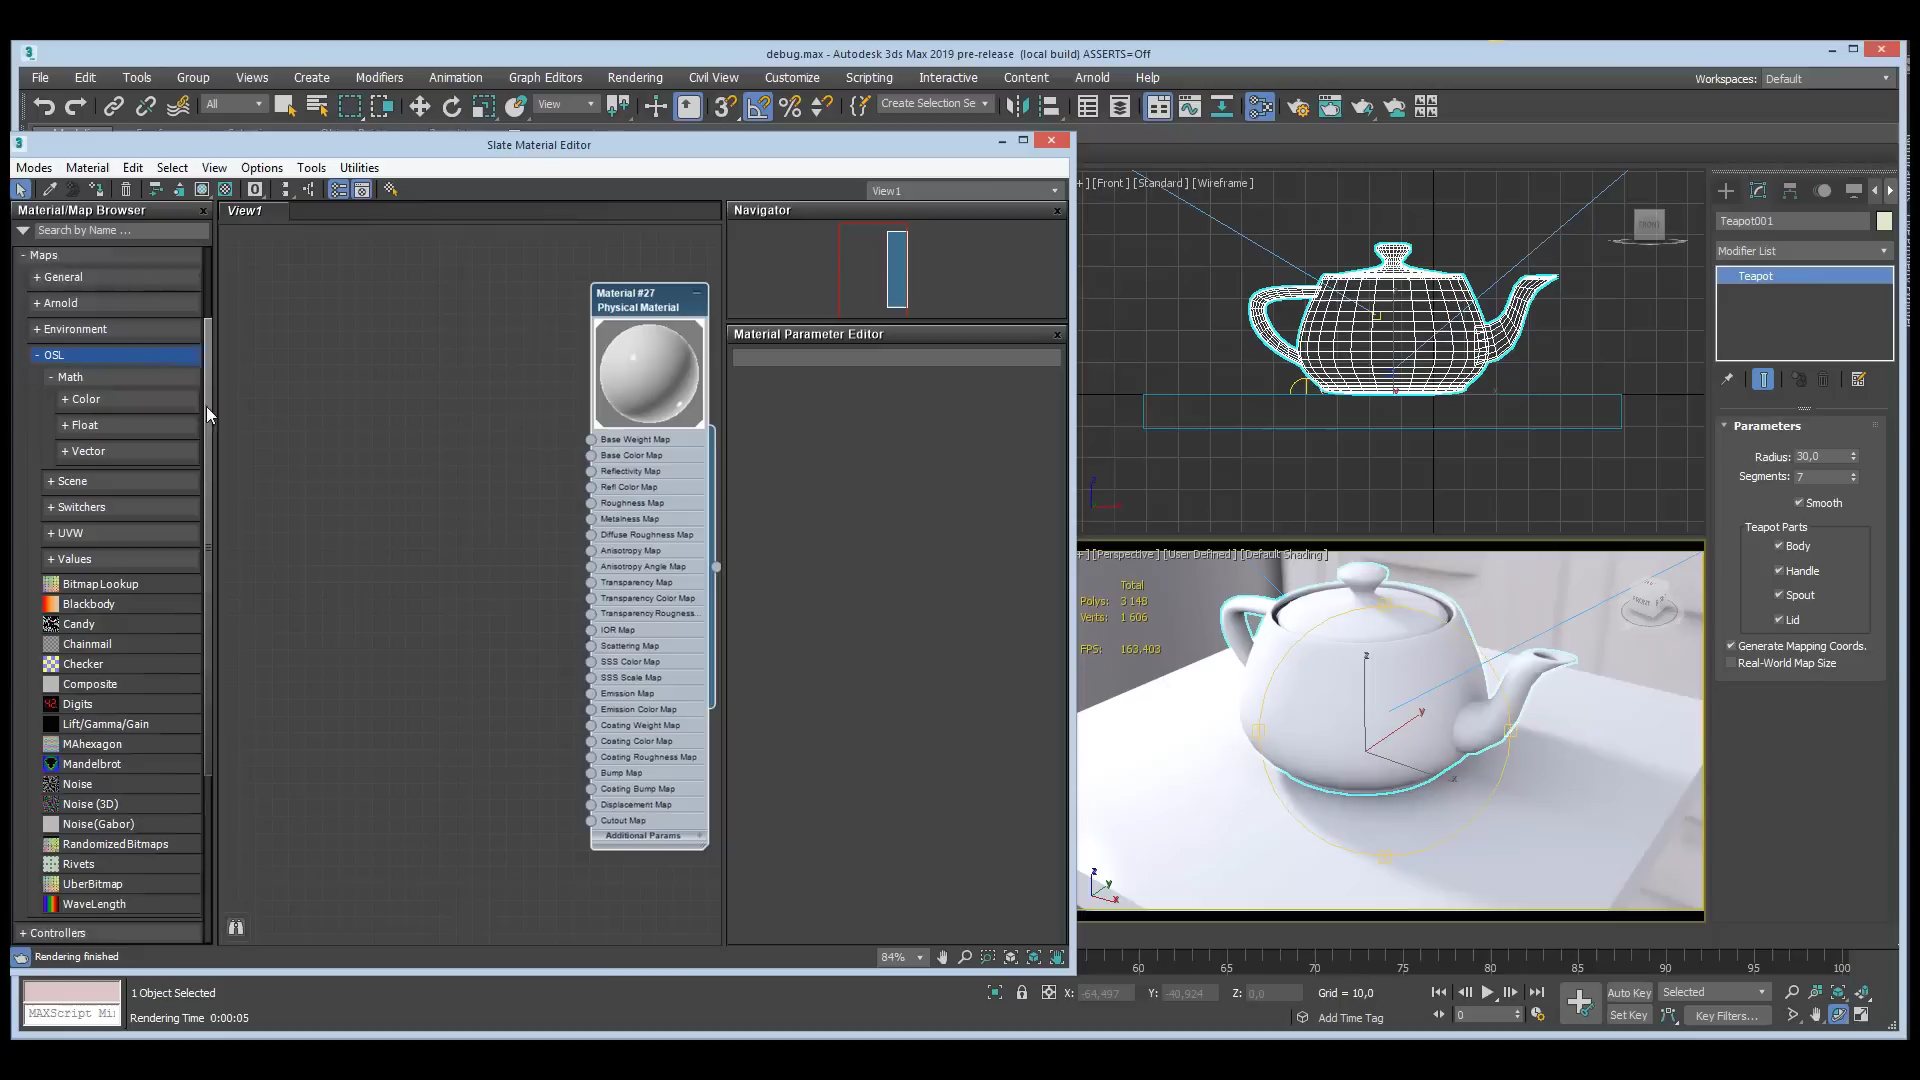 3
debug.max - Autodesk 3ds Max 2019 pre-release (local build) ASSERTS=Off
File Edit Tools Group Views Create Modifiers Animation Graph Editors Rendering Civil View Customize Scripting Interactive Content Arnold Help
Workspaces: Default
All
View
Create Selection Se
Slate Material Editor
Modes Material Edit Select View Options Tools Utilities
View1
Material/Map Browser
Search by Name ...
- Maps
+ General
+ Arnold
+ Environment
- OSL
- Math
+ Color
+ Float
+ Vector
+ Scene
+ Switchers
+ UVW
+ Values
BitmapLookup
Blackbody
Candy
Chainmail
Checker
Composite
Digits
Lift/Gamma/Gain
MAhexagon
Mandelbrot
Noise
Noise (3D)
Noise(Gabor)
RandomizedBitmaps
Rivets
UberBitmap
WaveLength
+ Controllers
Rendering finished
View1
Material #27
Physical Material
Base Weight Map
Base Color Map
Reflectivity Map
Refl Color Map
Roughness Map
Metalness Map
Diffuse Roughness Map
Anisotropy Map
Anisotropy Angle Map
Transparency Map
Transparency Color Map
Transparency Rougness...
IOR Map
Scattering Map
SSS Color Map
SSS Scale Map
Emission Map
Emission Color Map
Coating Weight Map
Coating Color Map
Coating Roughness Map
Bump Map
Coating Bump Map
Displacement Map
Cutout Map
Additional Params +
Navigator
Material Parameter Editor
84%
[Front] [Standard] [Wireframe]
FRONT
[Perspective] [User Defined] [Default Shading]
Total
Polys: 3 148
Verts: 1 606
FPS: 163,403
z
y
x
FRONT
z
y
x
Teapot001
Modifier List
Teapot
Parameters
Radius: 30,0
Segments: 7
Smooth
Teapot Parts
Body
Handle
Spout
Lid
Generate Mapping Coords.
Real-World Map Size
60 65 70 75 80 85 90 95 100
1 Object Selected
Rendering Time 0:00:05
MAXScript Mi
X: -64,497 Y: -40,924 Z: 0,0 Grid = 10,0
Add Time Tag
0
Auto Key Selected
Set Key Key Filters...